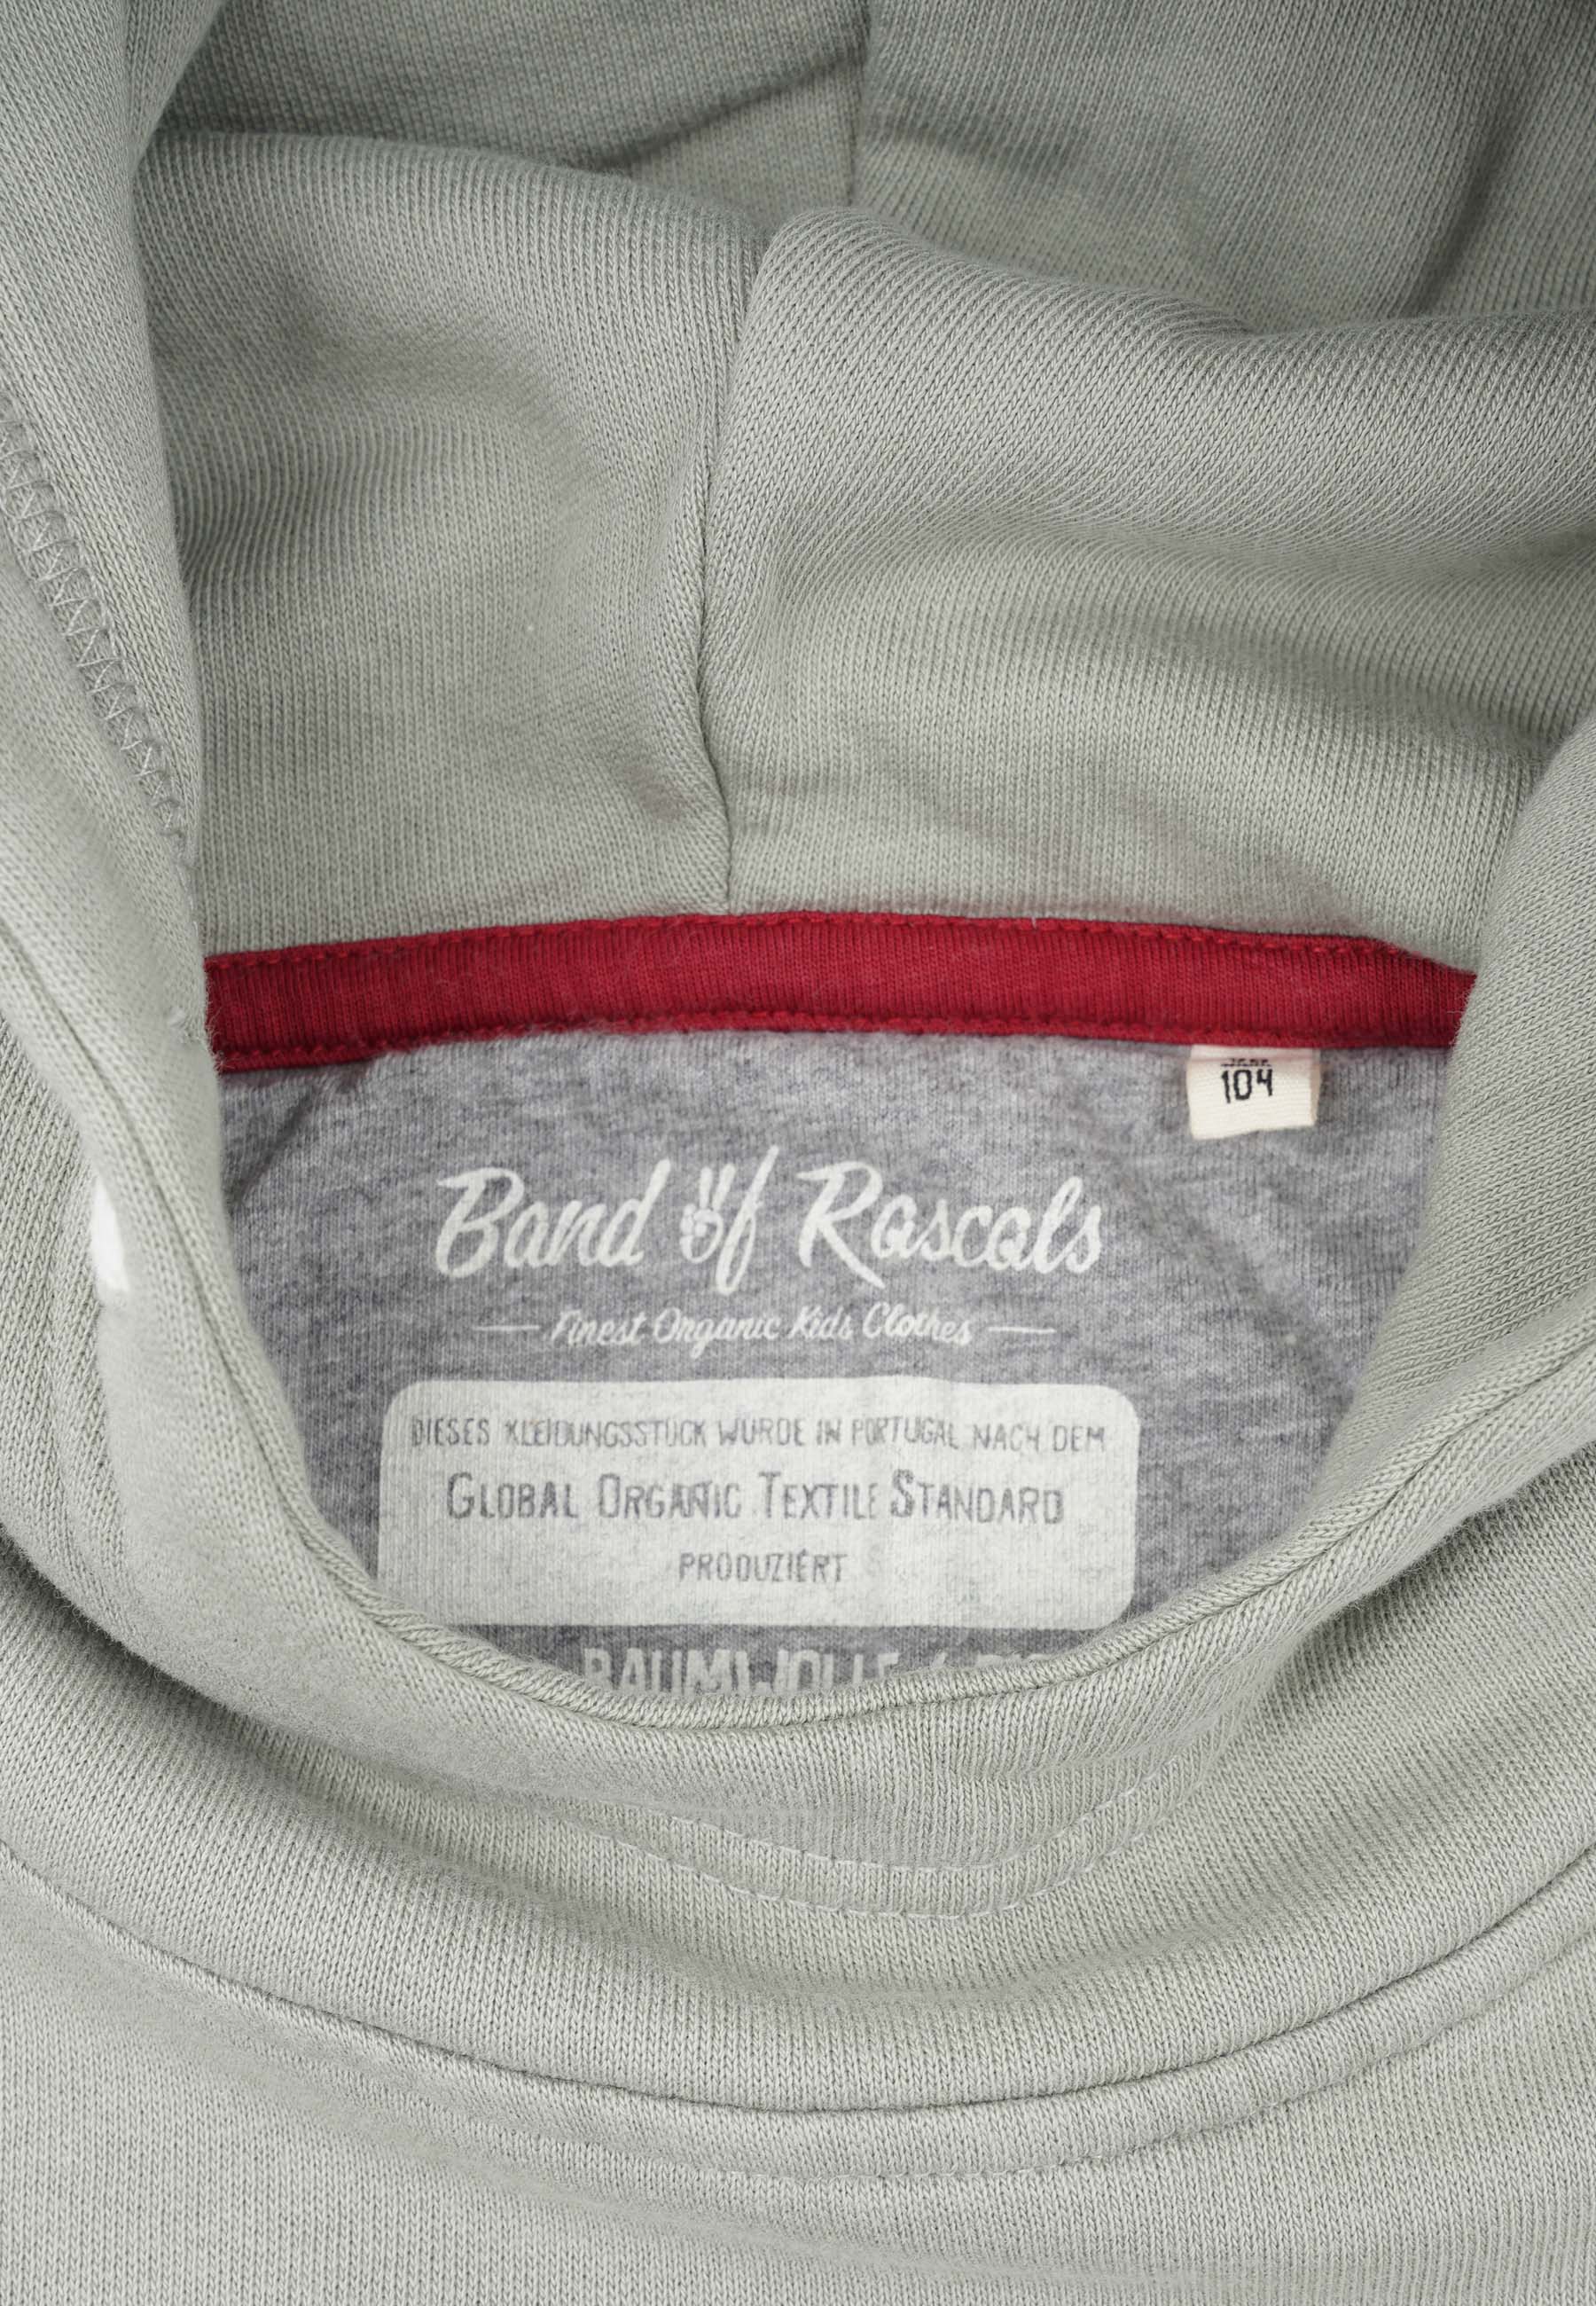 104
Band of Rascals
Finest Organic Kids Clothes
DIESES KLEIDUNGSSTÜCK WURDE IN PORTUGAL NACH DEM
GLOBAL ORGANIC TEXTILE STANDARD
PRODUZIERT
BAUMWOLLE